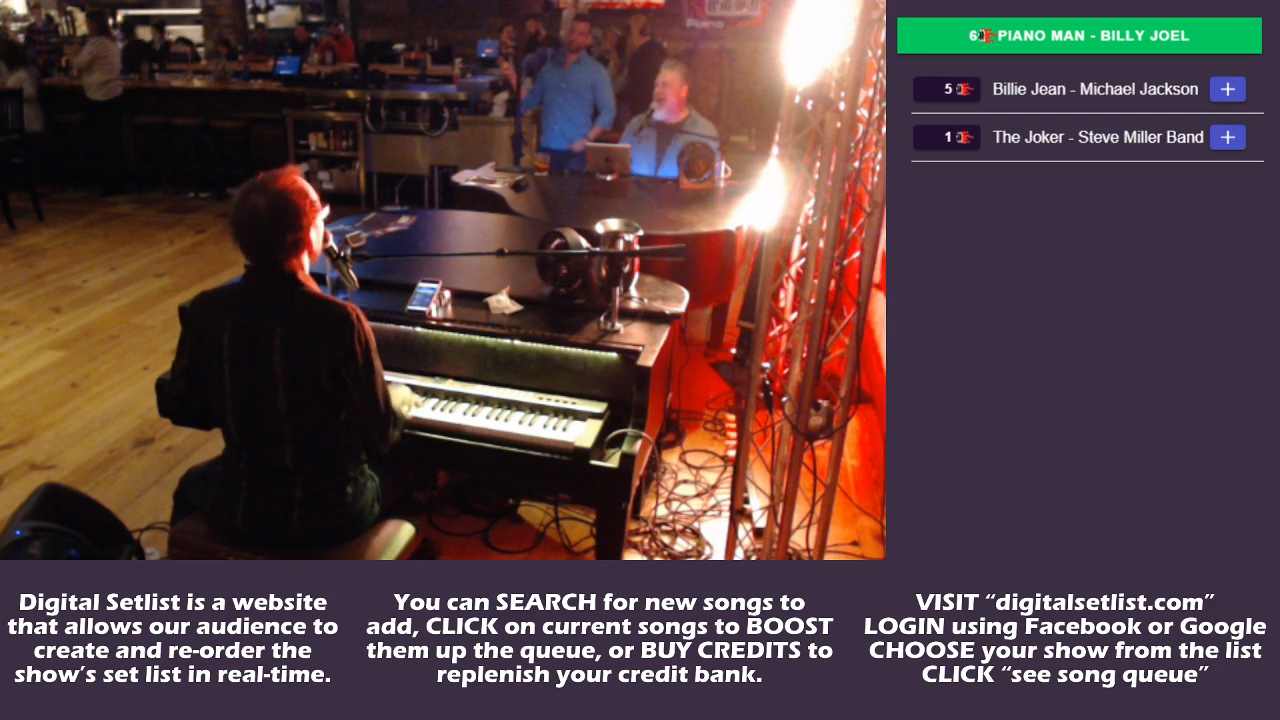 Piano
6 PIANO MAN - BILLY JOEL
5 Billie Jean - Michael Jackson +
1 The Joker - Steve Miller Band +
Digital Setlist is a website
that allows our audience to
create and re-order the
show's set list in real-time.
You can SEARCH for new songs to
add, CLICK on current songs to BOOST
them up the queue, or BUY CREDITS to
replenish your credit bank.
VISIT “digitalsetlist.com”
LOGIN using Facebook or Google
CHOOSE your show from the list
CLICK “see song queue”